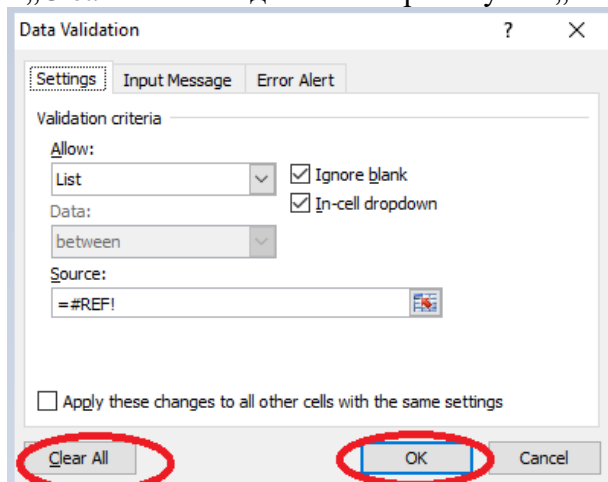 Data Validation ? ×
Settings Input Message Error Alert
Validation criteria
Allow:
List
Ignore blank
Data:
In-cell dropdown
between
Source:
=#REF!
Apply these changes to all other cells with the same settings
Clear All OK Cancel